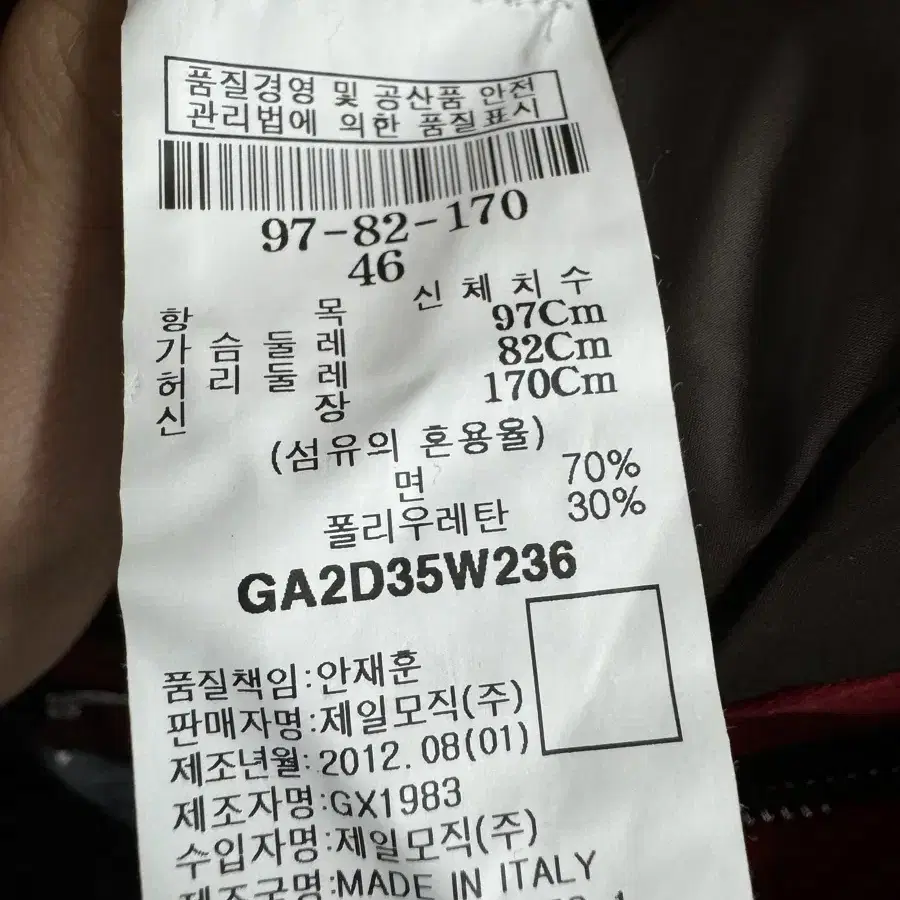 품질경영 및 공산품 안전
관리법에 의한 품질표시
97-82-170
46
항 목 신 체 치 수
가 슴 둘 레 97Cm
허 리 둘 레 82Cm
신 장 170Cm
(섬유의 혼용율)
면 70%
폴리우레탄 30%
GA2D35W236
품질책임:안재훈
판매자명:제일모직(주)
제조년월:2012.08(01)
제조자명:GX1983
수입자명:제일모직(주)
제조국명:MADE IN ITALY